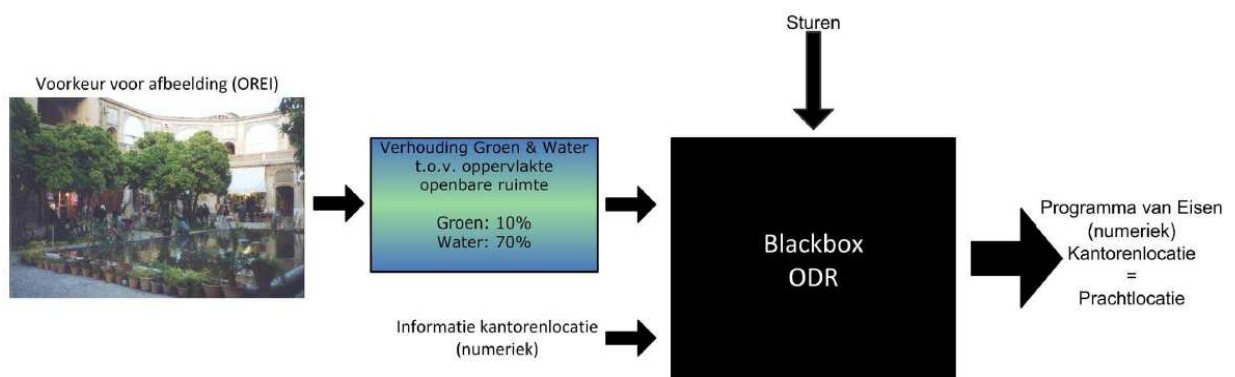 Sturen
Voorkeur voor afbeelding (OREI)
Verhouding Groen & Water
t.o.v. oppervlakte
openbare ruimte
Groen: 10%
Water: 70%
Informatie kantorenlocatie
(numeriek)
Blackbox
ODR
Programma van Eisen
(numeriek)
Kantorenlocatie
=
Prachtlocatie